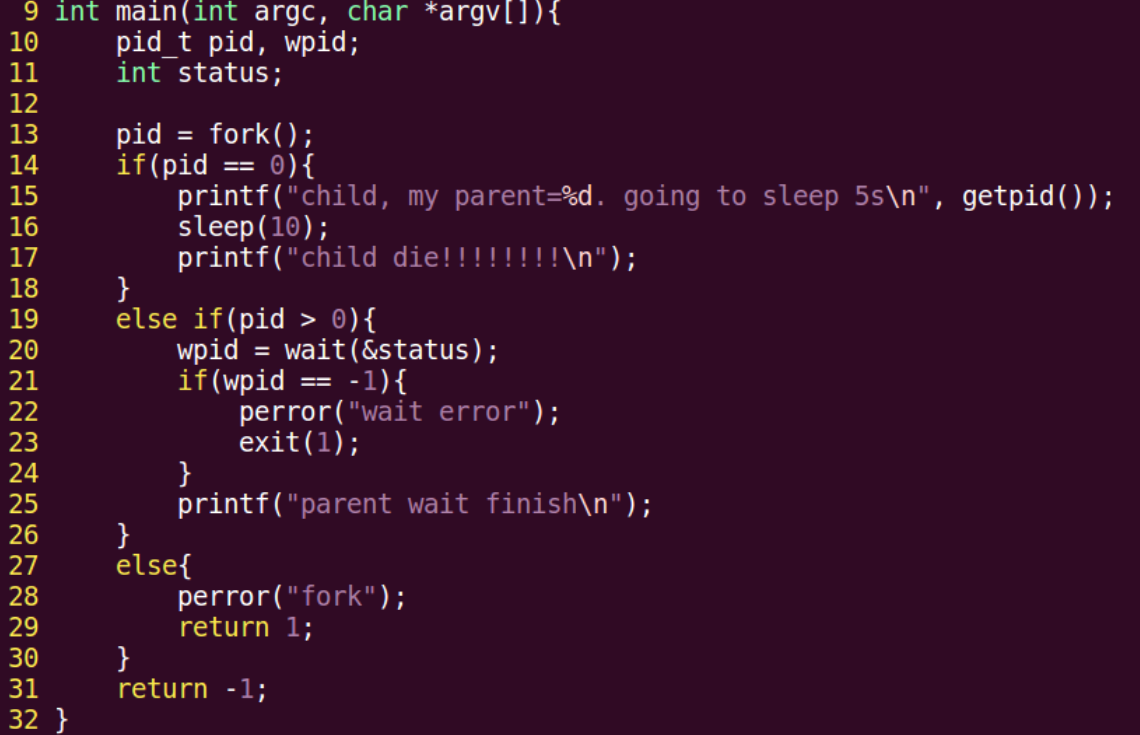 9 int main(int argc, char *argv[]){
10     pid_t pid, wpid;
11     int status;
12
13     pid = fork();
14     if(pid == 0){
15         printf("child, my parent=%d. going to sleep 5s\n", getpid());
16         sleep(10);
17         printf("child die!!!!!!!!\n");
18     }
19     else if(pid > 0){
20         wpid = wait(&status);
21         if(wpid == -1){
22             perror("wait error");
23             exit(1);
24         }
25         printf("parent wait finish\n");
26     }
27     else{
28         perror("fork");
29         return 1;
30     }
31     return -1;
32 }